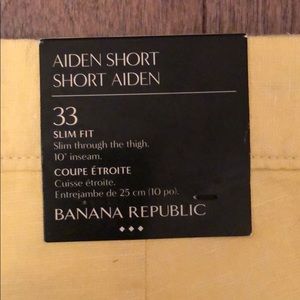 AIDEN SHORT
SHORT AIDEN
33
SLIM FIT
Slim through the thigh.
10" inseam.
COUPE ÉTROITE
Cuisse étroite.
Entrejambe de 25 cm (10 po).
BANANA REPUBLIC